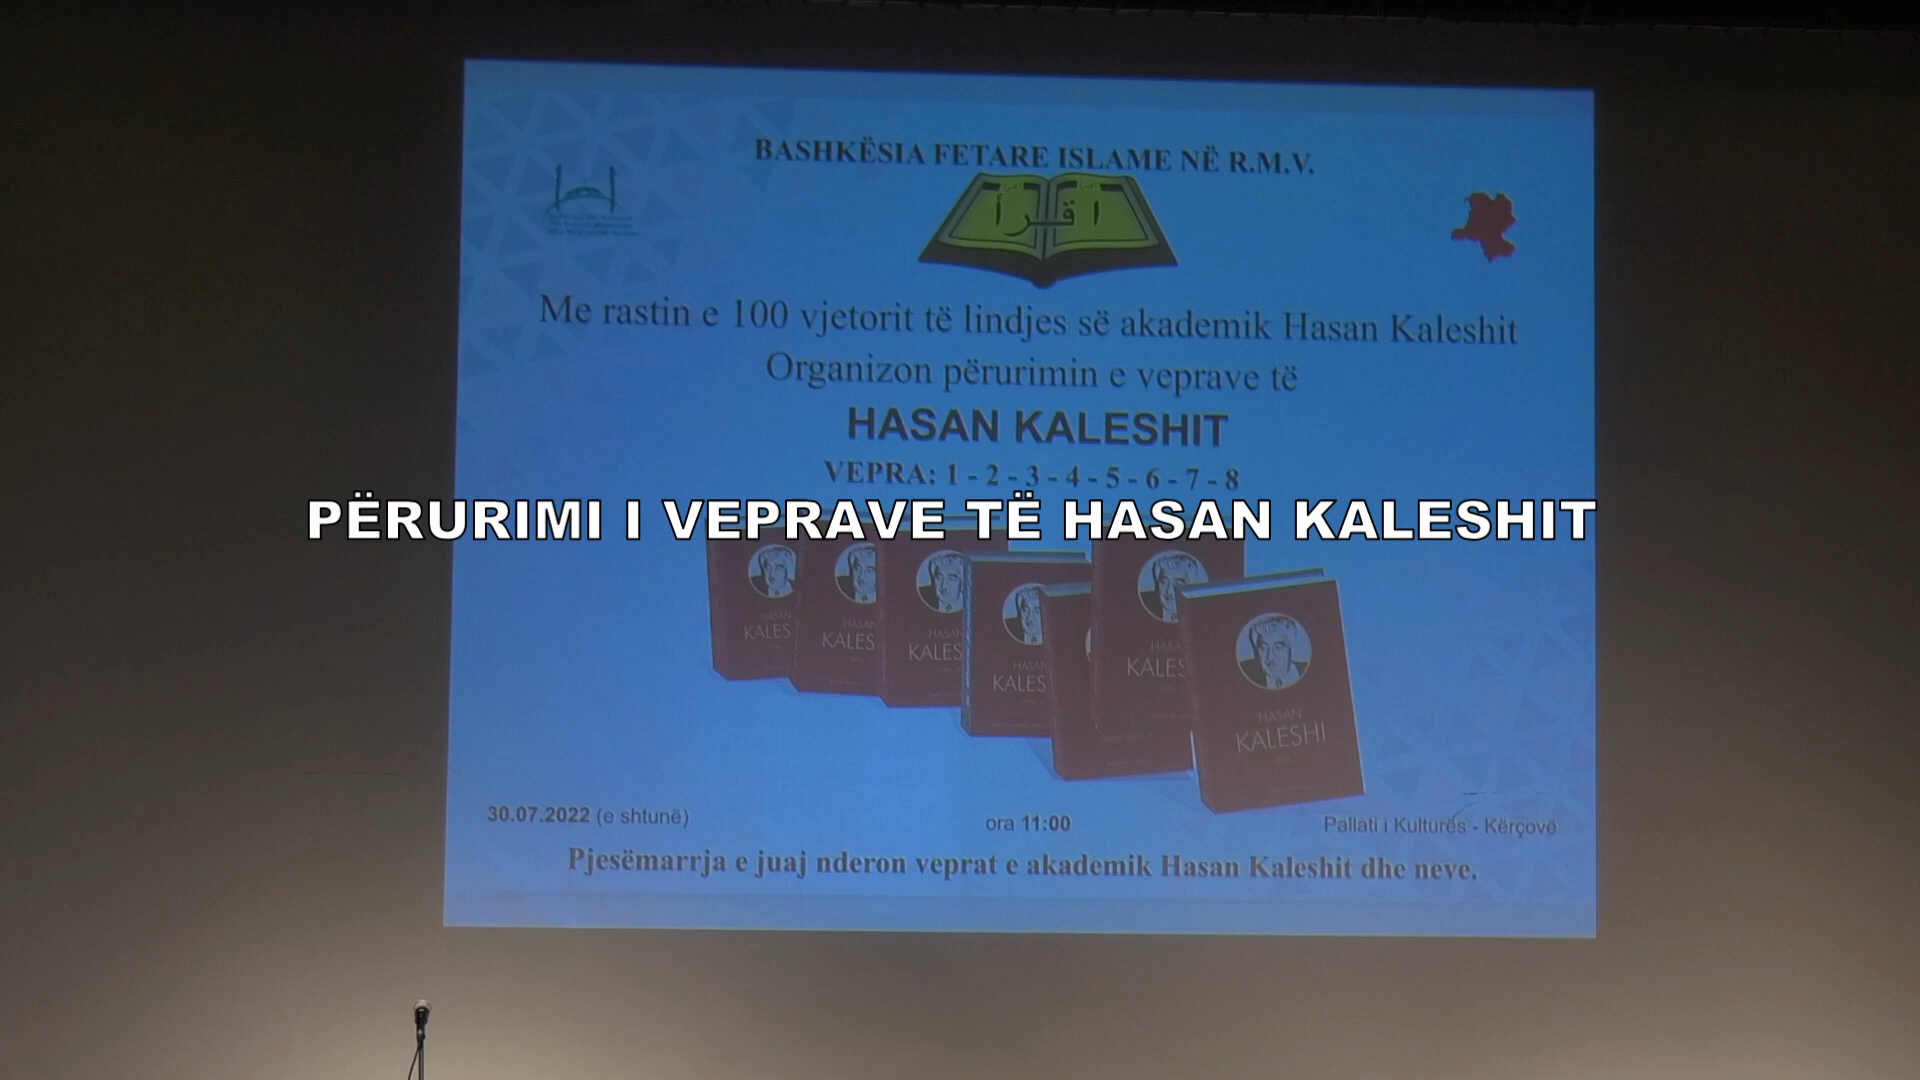 BASHKËSIA FETARE ISLAME NË R.M.V.
اقرأ
Me rastin e 100 vjetorit të lindjes së akademik Hasan Kaleshit
Organizon përurimin e veprave të
HASAN KALESHIT
VEPRA: 1 - 2 - 3 - 4 - 5 - 6 - 7 - 8
PËRURIMI I VEPRAVE TË HASAN KALESHIT
HASAN
KALES
HASAN
KALES
HASAN
KALES
HASAN
KALES
HASA
KALES
HASAN
KALESHI
30.07.2022 (e shtunë)
ora 11:00
Pallati i Kulturës - Kërçovë
Pjesëmarrja e juaj nderon veprat e akademik Hasan Kaleshit dhe neve.